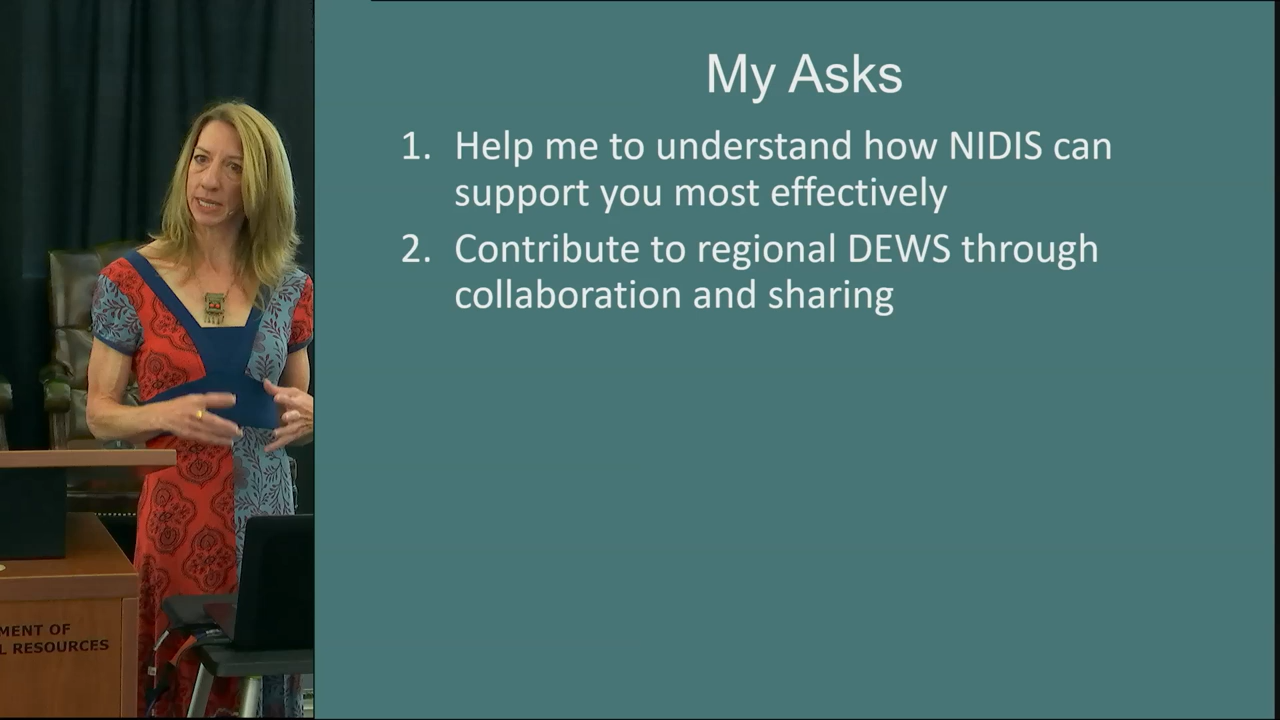 My Asks
1. Help me to understand how NIDIS can
support you most effectively
2. Contribute to regional DEWS through
collaboration and sharing
MENT OF
L RESOURCES